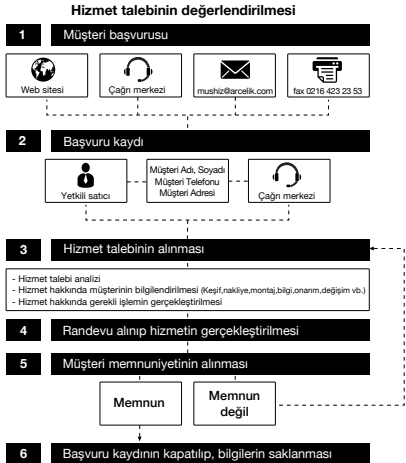 Hizmet talebinin değerlendirilmesi
1 Müşteri başvurusu
Web sitesi
Çağrı merkezi
mushiz@arcelik.com
fax 0216 423 23 53
2 Başvuru kaydı
Yetkili satıcı
Müşteri Adı, Soyadı
Müşteri Telefonu
Müşteri Adresi
Çağrı merkezi
3 Hizmet talebinin alınması
- Hizmet talebi analizi
- Hizmet hakkında müşterinin bilgilendirilmesi (Keşif,nakliye,montaj,bilgi,onarım,değişim vb.)
- Hizmet hakkında gerekli işlemin gerçekleştirilmesi
4 Randevu alınıp hizmetin gerçekleştirilmesi
5 Müşteri memnuniyetinin alınması
Memnun
Memnun
değil
6 Başvuru kaydının kapatılıp, bilgilerin saklanması